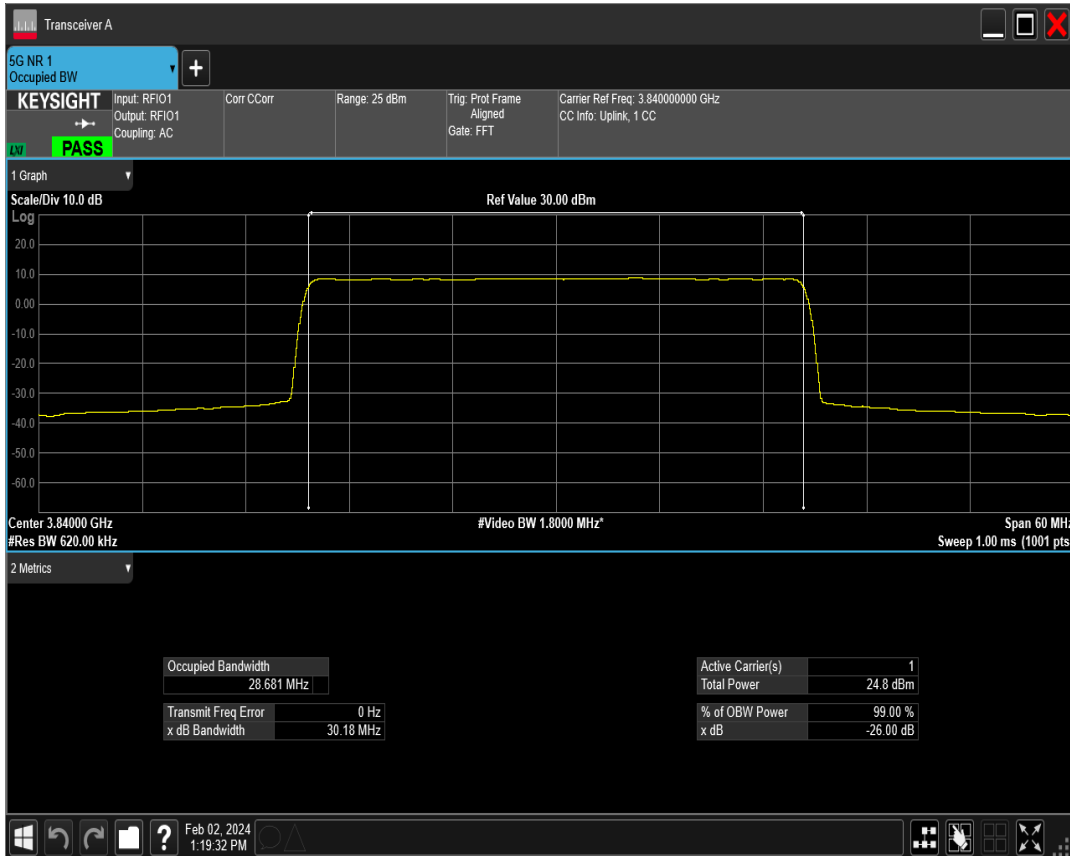 Transceiver A
5G NR 1
Occupied BW
+
KEYSIGHT
LXI
PASS
Input: RFIO1
Output: RFIO1
Coupling: AC
Corr CCorr
Range: 25 dBm
Trig: Prot Frame
Aligned
Gate: FFT
Carrier Ref Freq: 3.840000000 GHz
CC Info: Uplink, 1 CC
1 Graph
Scale/Div 10.0 dB
Ref Value 30.00 dBm
Log
20.0
10.0
0.00
-10.0
-20.0
-30.0
-40.0
-50.0
-60.0
Center 3.84000 GHz
#Video BW 1.8000 MHz*
Span 60 MHz
#Res BW 620.00 kHz
Sweep 1.00 ms (1001 pts
2 Metrics
Occupied Bandwidth
28.681 MHz
Transmit Freq Error 0 Hz
x dB Bandwidth 30.18 MHz
Active Carrier(s) 1
Total Power 24.8 dBm
% of OBW Power 99.00 %
x dB -26.00 dB
?
Feb 02, 2024
1:19:32 PM